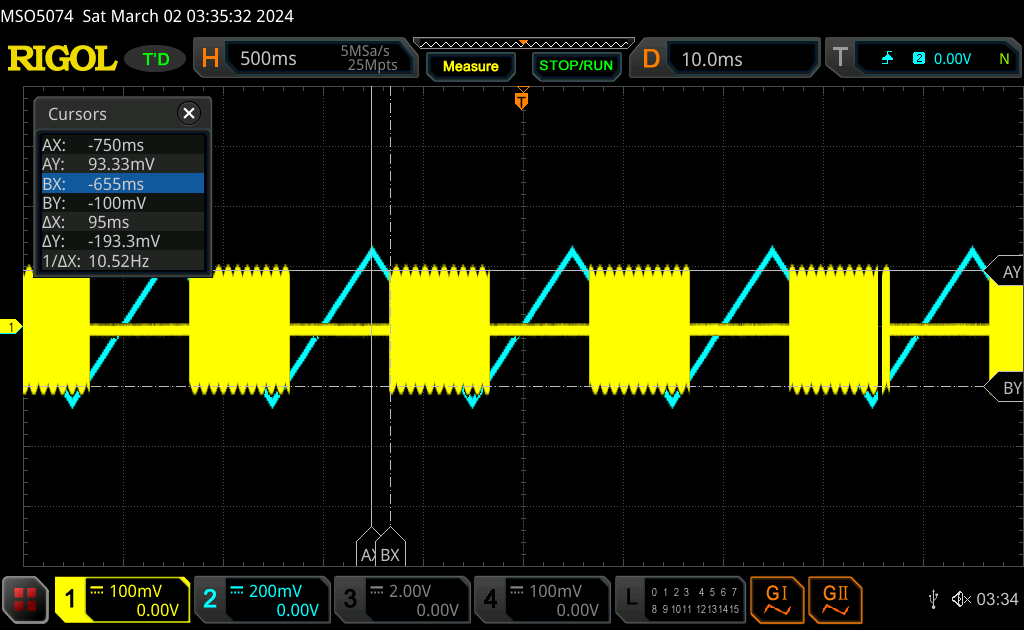 MSO5074 Sat March 02 03:35:32 2024
RIGOL T'D H 500ms 5MSa/s 25Mpts Measure STOP/RUN D 10.0ms T 2 0.00V N
T
Cursors
AX: -750ms
AY: 93.33mV
BX: -655ms
BY: -100mV
ΔX: 95ms
ΔY: -193.3mV
1/ΔX: 10.52Hz
AY
1
BY
AX BX
1 100mV 0.00V 2 200mV 0.00V 3 2.00V 0.00V 4 100mV 0.00V L 0 1 2 3 4 5 6 7 8 9 10 11 12 13 14 15 GI GII 03:34